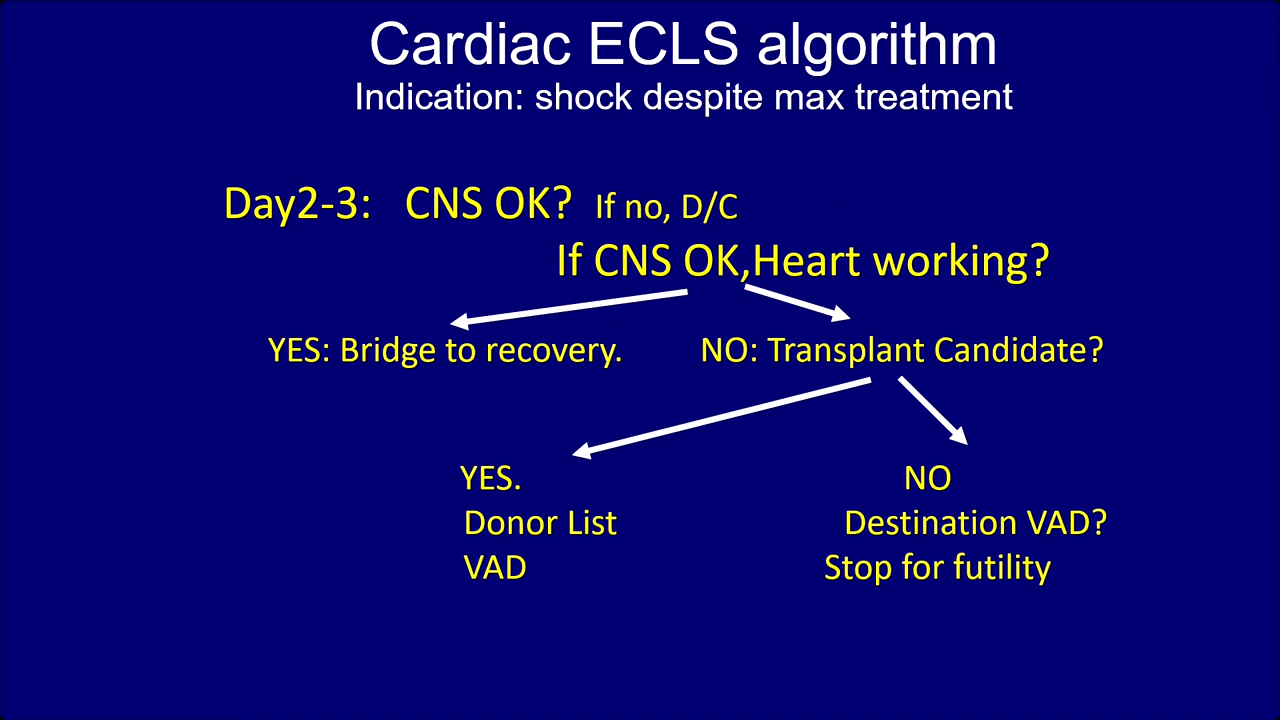 Cardiac ECLS algorithm
Indication: shock despite max treatment
Day2-3: CNS OK? If no, D/C
If CNS OK,Heart working?
YES: Bridge to recovery.
NO: Transplant Candidate?
YES.
Donor List
VAD
NO
Destination VAD?
Stop for futility